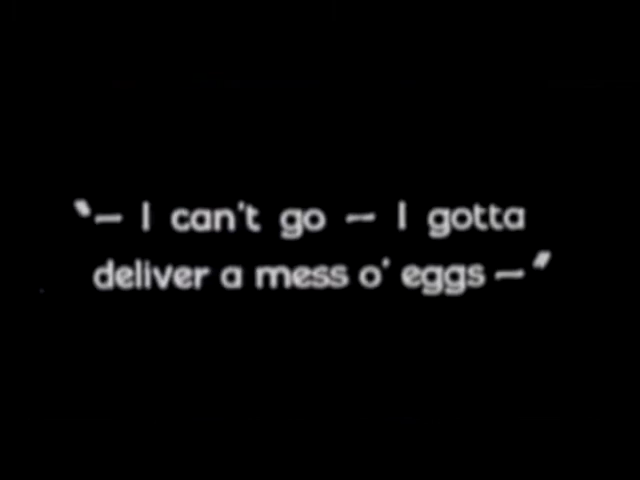 "— I can't go — I gotta
deliver a mess o' eggs —"